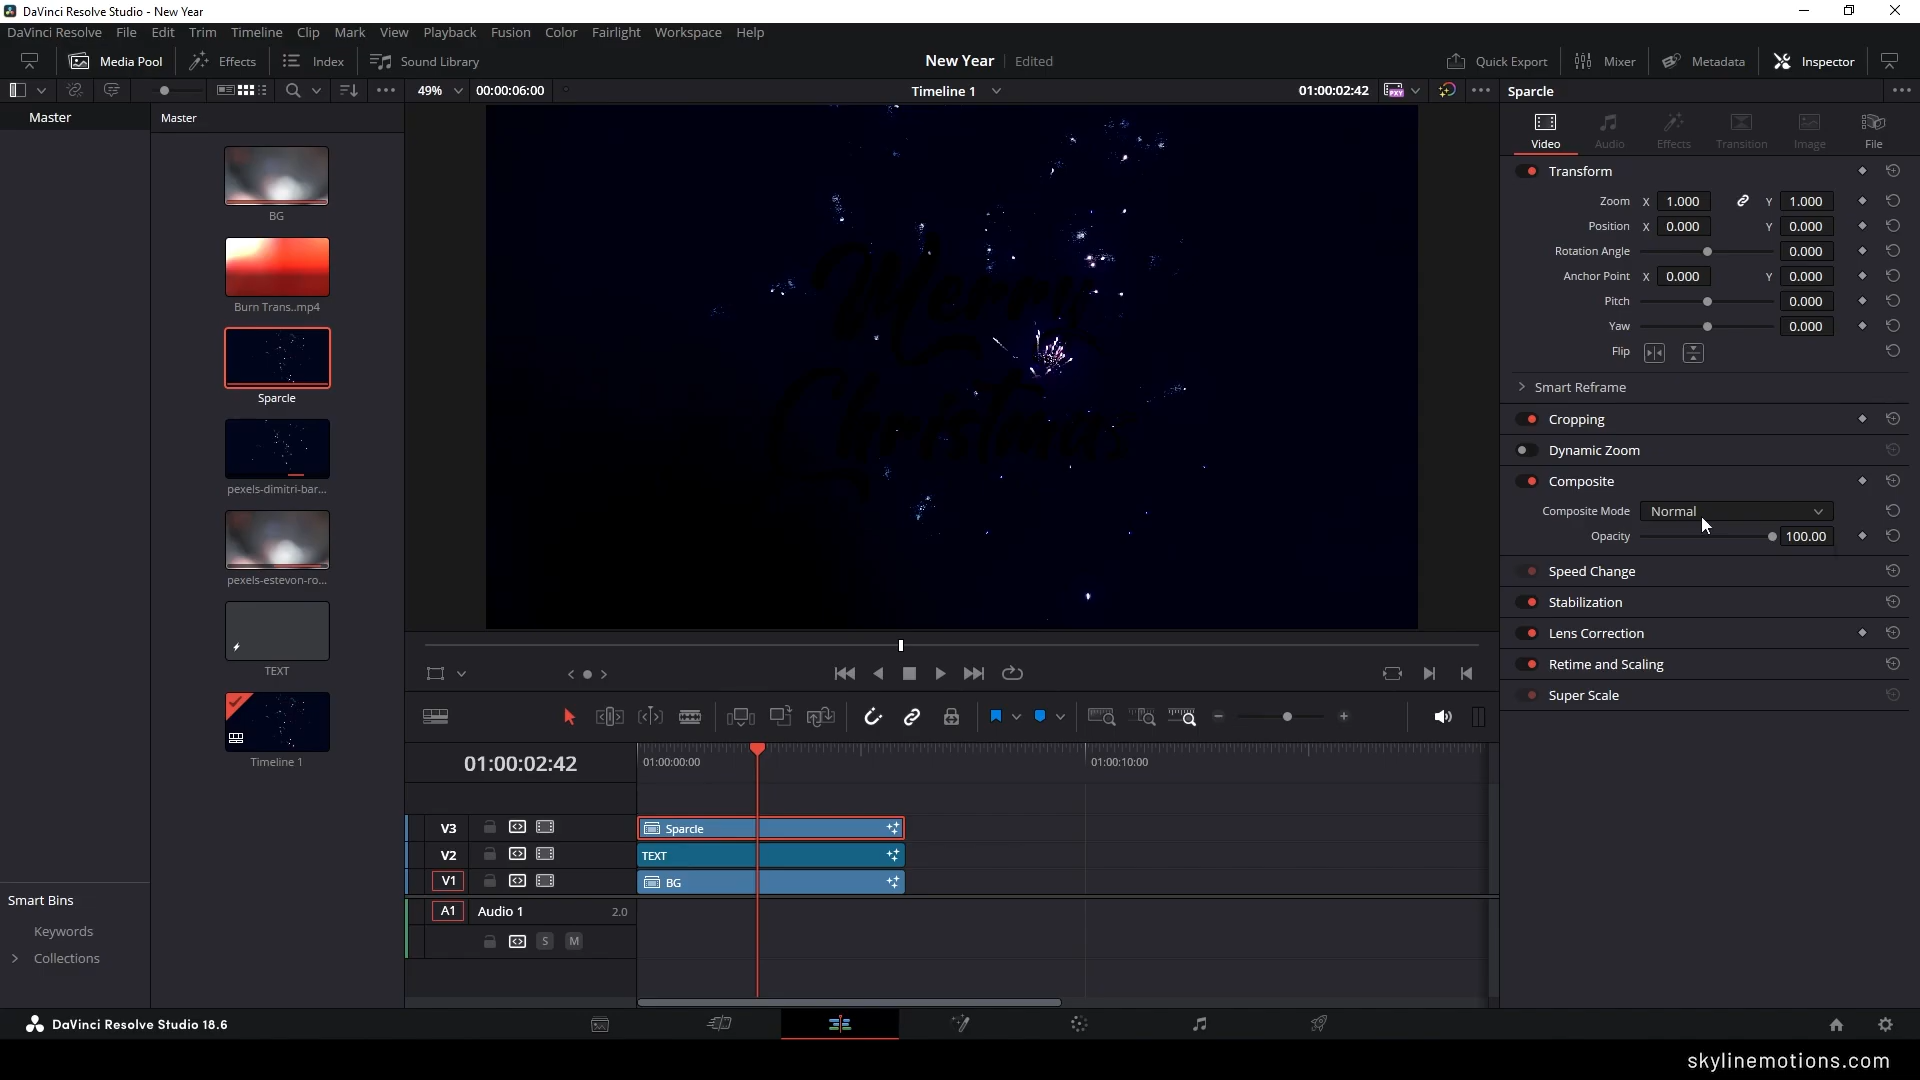 DaVinci Resolve Studio - New Year
DaVinci Resolve File Edit Trim Timeline Clip Mark View Playback Fusion Color Fairlight Workspace Help
Media Pool Effects Index Sound Library New Year Edited Quick Export Mixer Metadata Inspector
49% 00:00:06:00 Timeline 1 01:00:02:42 PXY Sparcle
Master
Master
BG
Burn Trans..mp4
Sparcle
pexels-dimitri-bar...
pexels-estevon-ro...
TEXT
Timeline 1
Smart Bins
Keywords
Collections
Merry
Christmas
Video Audio Effects Transition Image File
Transform
Zoom X 1.000 Y 1.000
Position X 0.000 Y 0.000
Rotation Angle 0.000
Anchor Point X 0.000 Y 0.000
Pitch 0.000
Yaw 0.000
Flip
Smart Reframe
Cropping
Dynamic Zoom
Composite
Composite Mode Normal
Opacity 100.00
Speed Change
Stabilization
Lens Correction
Retime and Scaling
Super Scale
01:00:02:42 01:00:00:00 01:00:10:00
V3 Sparcle
V2 TEXT
V1 BG
A1 Audio 1 2.0
S M
DaVinci Resolve Studio 18.6
skylinemotions.com